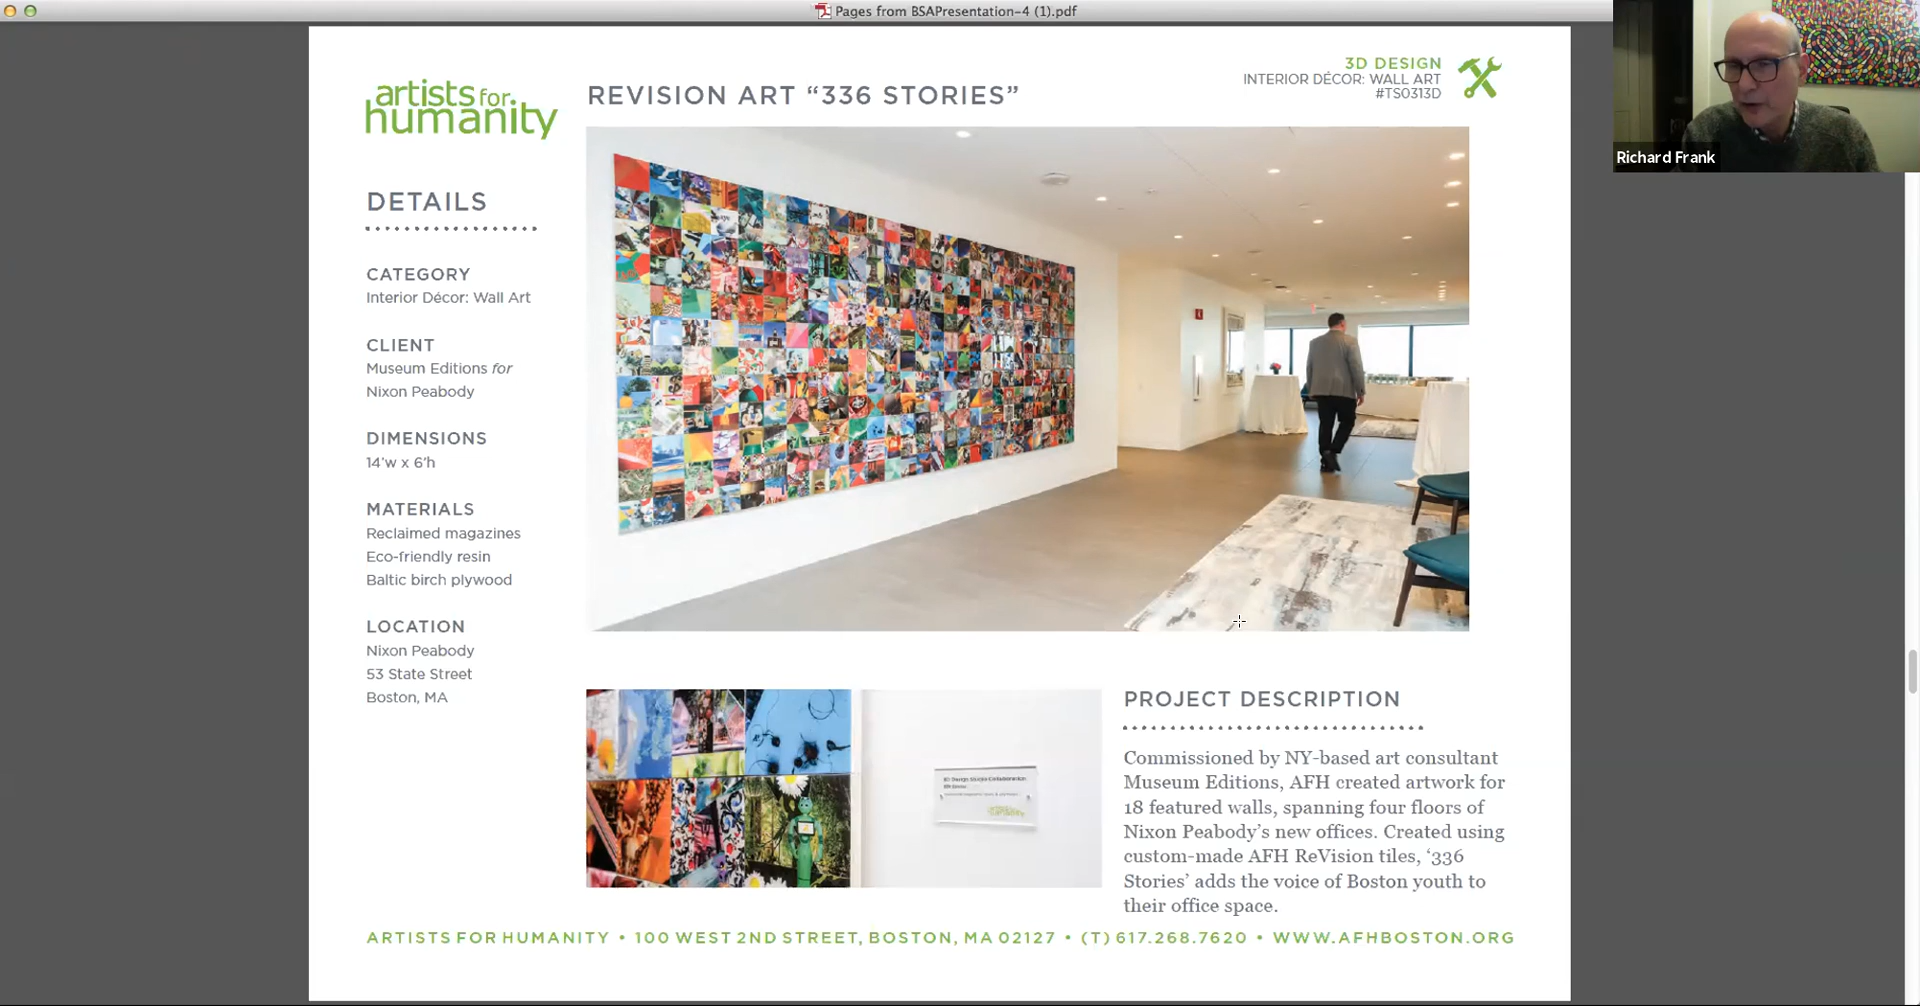 Pages from BSAPresentation-4 (1).pdf
Richard Frank
artists for
humanity
REVISION ART “336 STORIES”
3D DESIGN
INTERIOR DÉCOR: WALL ART
#TS0313D
DETAILS
CATEGORY
Interior Décor: Wall Art
CLIENT
Museum Editions for
Nixon Peabody
DIMENSIONS
14'w x 6'h
MATERIALS
Reclaimed magazines
Eco-friendly resin
Baltic birch plywood
LOCATION
Nixon Peabody
53 State Street
Boston, MA
PROJECT DESCRIPTION
Commissioned by NY-based art consultant
Museum Editions, AFH created artwork for
18 featured walls, spanning four floors of
Nixon Peabody’s new offices. Created using
custom-made AFH ReVision tiles, ‘336
Stories’ adds the voice of Boston youth to
their office space.
ARTISTS FOR HUMANITY • 100 WEST 2ND STREET, BOSTON, MA 02127 • (T) 617.268.7620 • WWW.AFHBOSTON.ORG